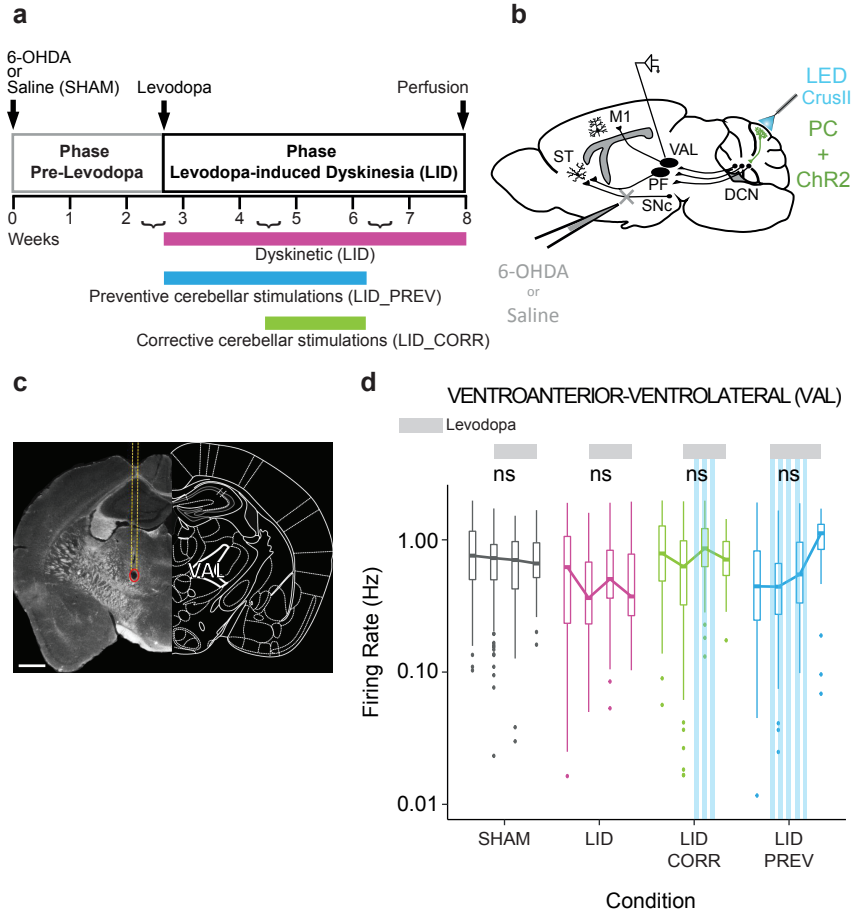 a
6-OHDA
or
Saline (SHAM)
Levodopa
Perfusion
Phase
Pre-Levodopa
Phase
Levodopa-induced Dyskinesia (LID)
0 1 2 3 4 5 6 7 8
Weeks
Dyskinetic (LID)
Preventive cerebellar stimulations (LID_PREV)
Corrective cerebellar stimulations (LID_CORR)
b
LED
CrusII
PC
+
ChR2
M1
VAL
ST
PF
SNc
DCN
6-OHDA
or
Saline
c
VAL
d
VENTROANTERIOR-VENTROLATERAL (VAL)
Levodopa
ns ns ns ns
Firing Rate (Hz)
1.00
0.10
0.01
SHAM LID LID CORR LID PREV
Condition